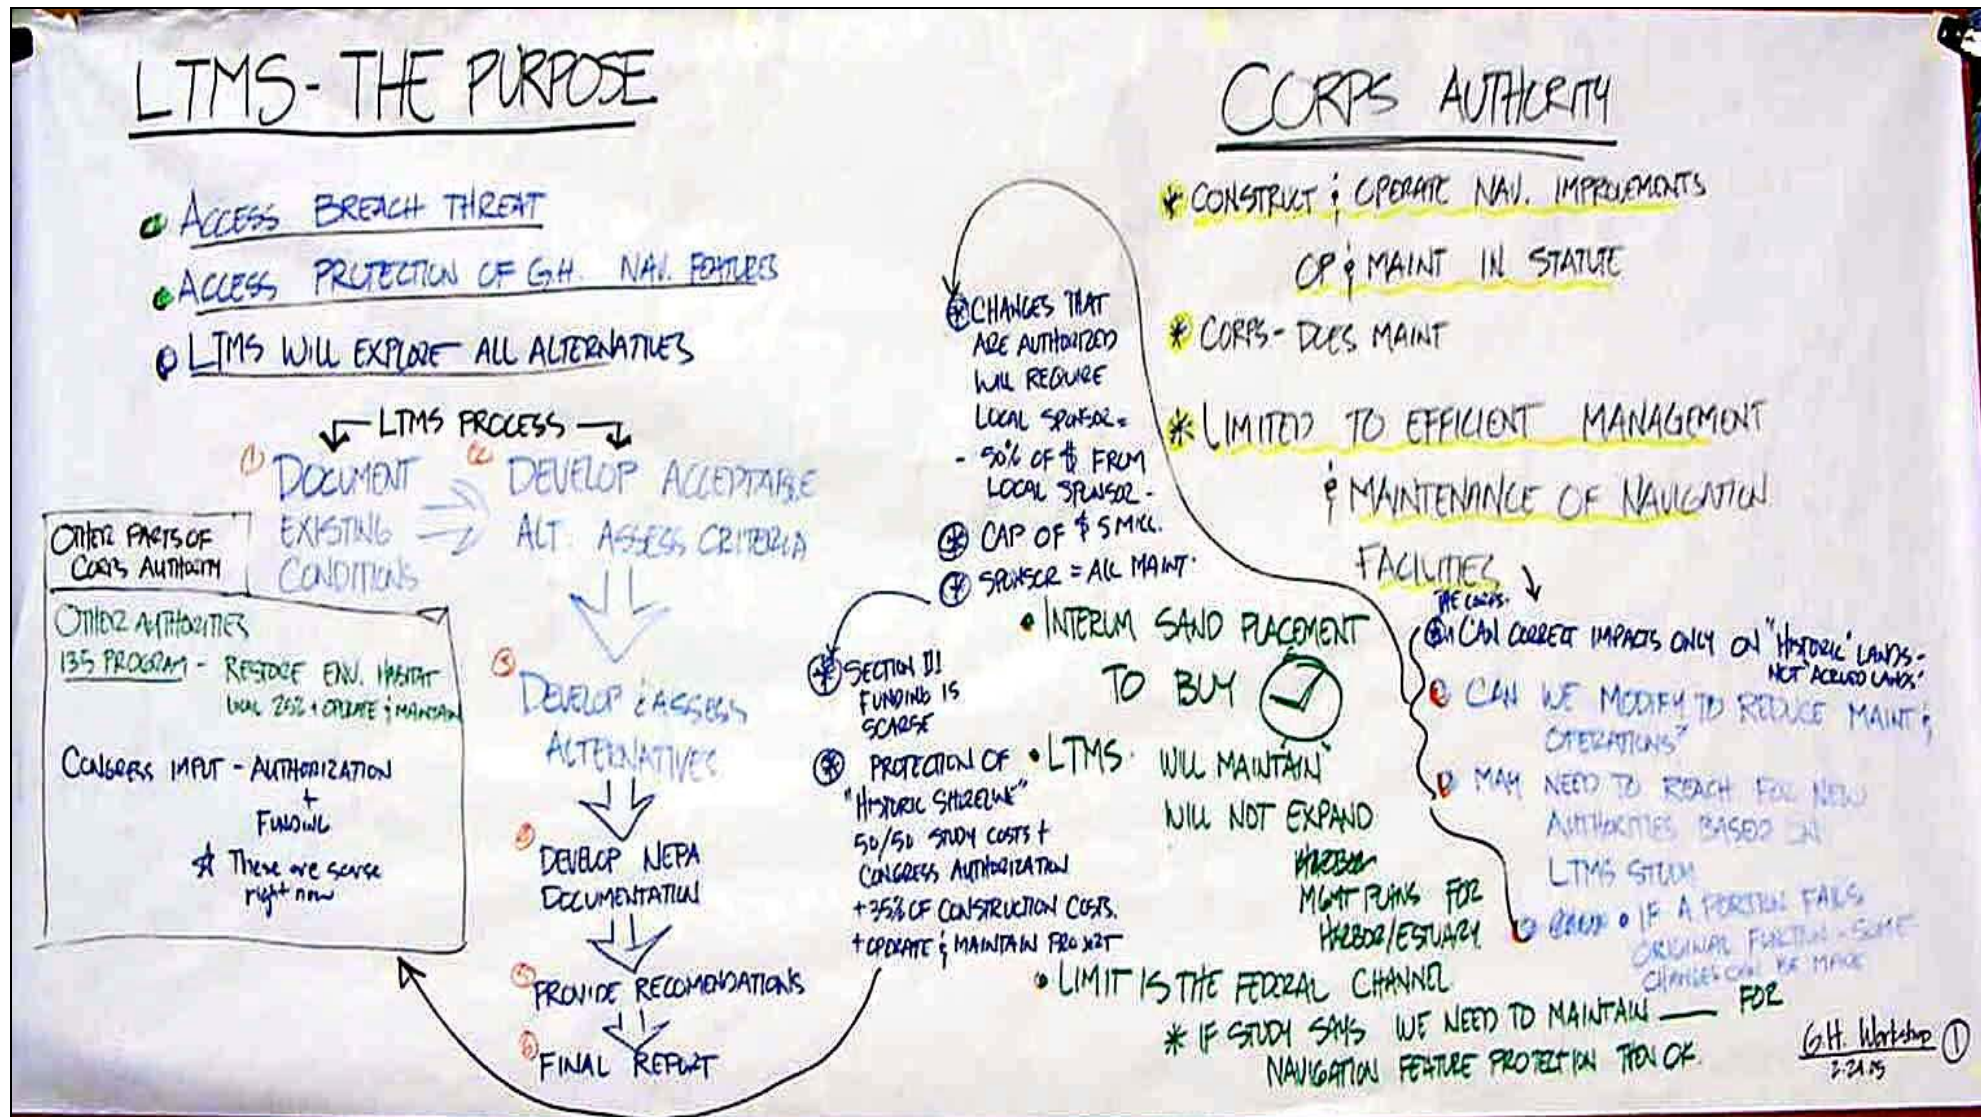 LTMS - THE PURPOSE
ACCESS BREACH THREAT
ACCESS PROTECTION OF G.H. NAV. FEATURES
LTMS WILL EXPLORE ALL ALTERNATIVES
LTMS PROCESS
① DOCUMENT
EXISTING
CONDITIONS
② DEVELOP ACCEPTABLE
ALT. ASSESS CRITERIA
③ DEVELOP & ASSESS
ALTERNATIVES
DEVELOP NEPA
DOCUMENTATION
PROVIDE RECOMENDATIONS
⑥ FINAL REPORT
OTHER PARTS OF
CORPS AUTHORITY
OTHER AUTHORITIES
135 PROGRAM - RESTORE ENV. HABITAT
LOCAL + OPERATE & MAINTAIN
CONGRESS INPUT - AUTHORIZATION
+
FUNDING
☆ These are scarse
right now
* CHANGES THAT
ARE AUTHORIZED
WILL REQUIRE
LOCAL SPONSOR =
- 50% OF $ FROM
LOCAL SPONSOR -
* CAP OF $5 MILL.
* SPONSOR = ALL MAINT.
* SECTION III
FUNDING IS
SCARSE
* PROTECTION OF
"HISTORIC SHORELINE"
50/50 STUDY COSTS +
CONGRESS AUTHORIZATION
+35% OF CONSTRUCTION COSTS.
+ OPERATE & MAINTAIN PROJECT
CORPS AUTHORITY
* CONSTRUCT & OPERATE NAV. IMPROVEMENTS
OP & MAINT IN STATUTE
* CORPS - DOES MAINT
* LIMITED TO EFFICIENT MANAGEMENT
& MAINTENANCE OF NAVIGATION
FACILITIES
THE CORPS.
CAN CORRECT IMPACTS ONLY ON "HISTORIC" LANDS -
NOT "ACCRUED LANDS"
CAN WE MODIFY TO REDUCE MAINT &
OPERATIONS?
MAY NEED TO REACH FOR NEW
AUTHORITIES BASED ON
LTMS STUDY
• IF A PORTION FAILS
ORIGINAL FUNCTION - SOME
CHANGES CAN BE MADE
• INTERUM SAND PLACEMENT
TO BUY ✓
• LTMS. WILL MAINTAIN
WILL NOT EXPAND
HARBOR
MGMT PLANS FOR
HARBOR/ESTUARY
• LIMIT IS THE FEDERAL CHANNEL
* IF STUDY SAYS WE NEED TO MAINTAIN ___ FOR
NAVIGATION FEATURE PROTECTION THEN OK.
G.H. Workshop ①